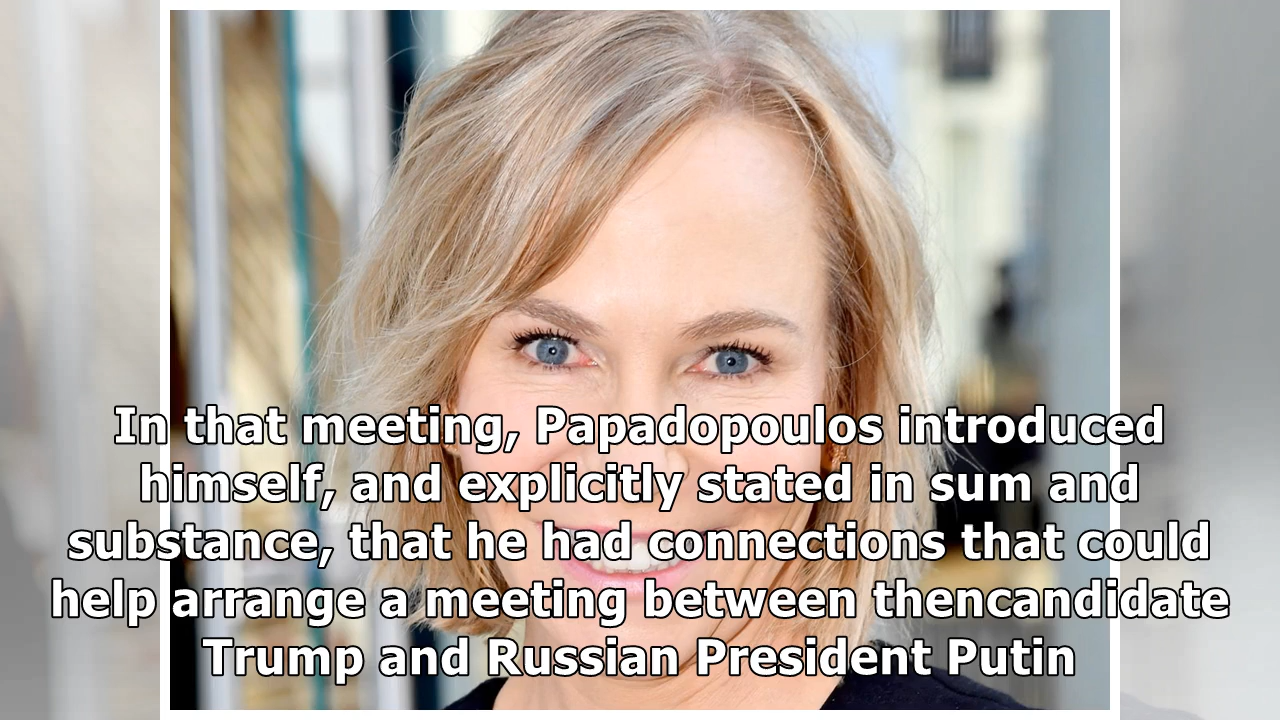 In that meeting, Papadopoulos introduced
himself, and explicitly stated in sum and
substance, that he had connections that could
help arrange a meeting between thencandidate
Trump and Russian President Putin